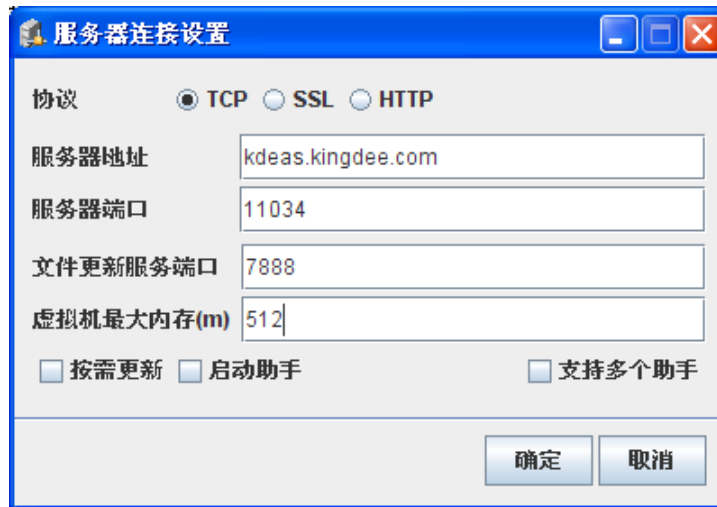 服务器连接设置
协议 TCP SSL HTTP
服务器地址 kdeas.kingdee.com
服务器端口 11034
文件更新服务端口 7888
虚拟机最大内存(m) 512
按需更新 启动助手 支持多个助手
确定 取消